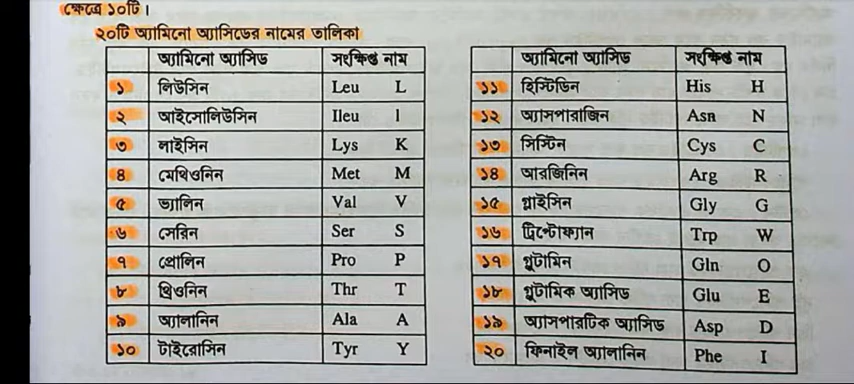 ক্ষেত্রে ১০টি।
২০টি অ্যামিনো অ্যাসিডের নামের তালিকা
অ্যামিনো অ্যাসিড সংক্ষিপ্ত নাম
১ লিউসিন Leu L
২ আইসোলিউসিন Ileu l
৩ লাইসিন Lys K
৪ মেথিওনিন Met M
৫ ভ্যালিন Val V
৬ সেরিন Ser S
৭ প্রোলিন Pro P
৮ থ্রিওনিন Thr T
৯ অ্যালানিন Ala A
১০ টাইরোসিন Tyr Y
অ্যামিনো অ্যাসিড সংক্ষিপ্ত নাম
১১ হিস্টিডিন His H
১২ অ্যাসপারাজিন Asn N
১৩ সিস্টিন Cys C
১৪ আরজিনিন Arg R
১৫ গ্লাইসিন Gly G
১৬ ট্রিপ্টোফ্যান Trp W
১৭ গ্লুটামিন Gln O
১৮ গ্লুটামিক অ্যাসিড Glu E
১৯ অ্যাসপারটিক অ্যাসিড Asp D
২০ ফিনাইল অ্যালানিন Phe I